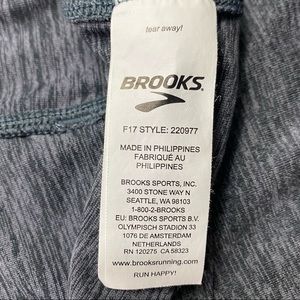 tear away!
BROOKS
F17 STYLE: 220977
MADE IN PHILIPPINES
FABRIQUÉ AU
PHILIPPINES
BROOKS SPORTS, INC.
3400 STONE WAY N
SEATTLE, WA 98103
1-800-2-BROOKS
EU: BROOKS SPORTS B.V.
OLYMPISCH STADION 33
1076 DE AMSTERDAM
NETHERLANDS
RN 120275 CA 58323
www.brooksrunning.com
RUN HAPPY!